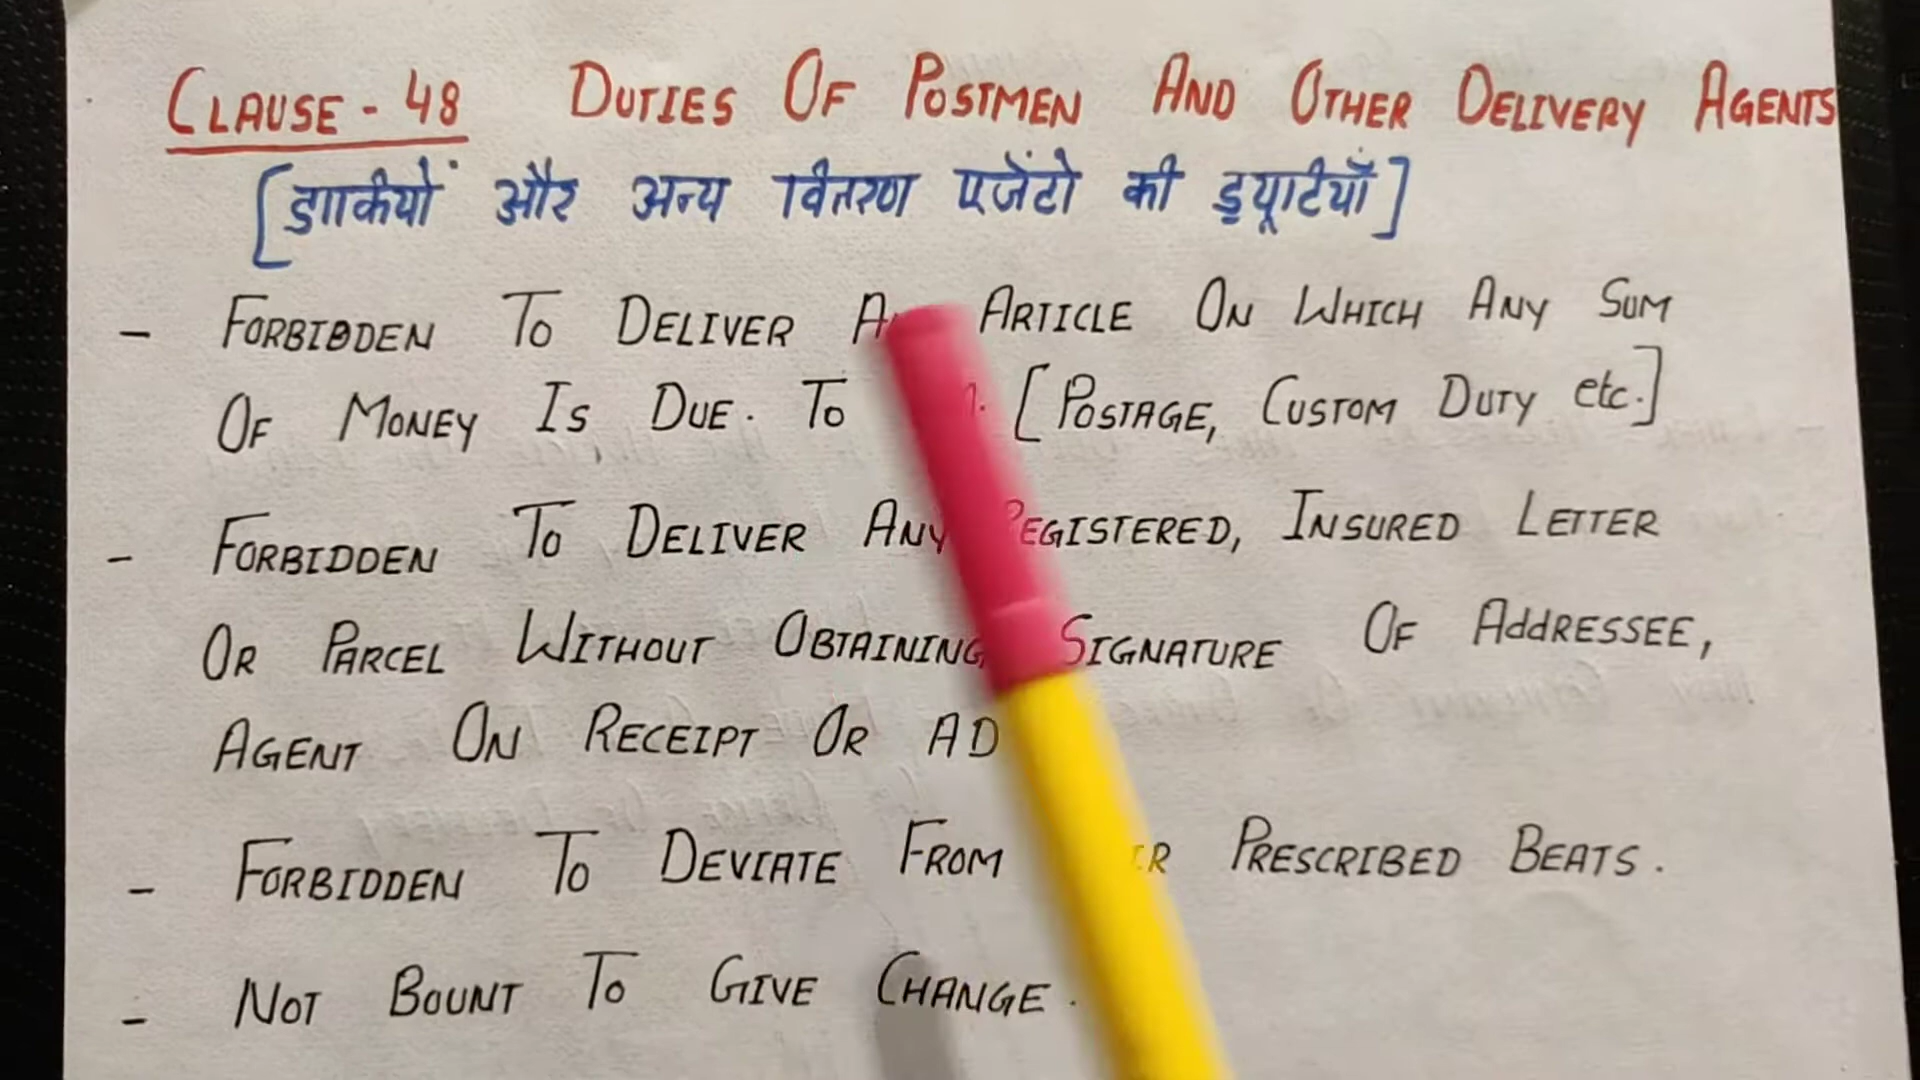 CLAUSE - 48 DUTIES OF POSTMEN AND OTHER DELIVERY AGENTS
[डाकीयों और अन्य वितरण एजेंटो की ड्यूटीयाँ]
- FORBIDDEN TO DELIVER ARTICLE ON WHICH ANY SUM
OF MONEY IS DUE. TO [POSTAGE, CUSTOM DUTY etc.]
- FORBIDDEN TO DELIVER ANY REGISTERED, INSURED LETTER
OR PARCEL WITHOUT OBTAINING SIGNATURE OF ADDRESSEE,
AGENT ON RECEIPT OR AD
- FORBIDDEN TO DEVIATE FROM PRESCRIBED BEATS.
- NOT BOUNT TO GIVE CHANGE.